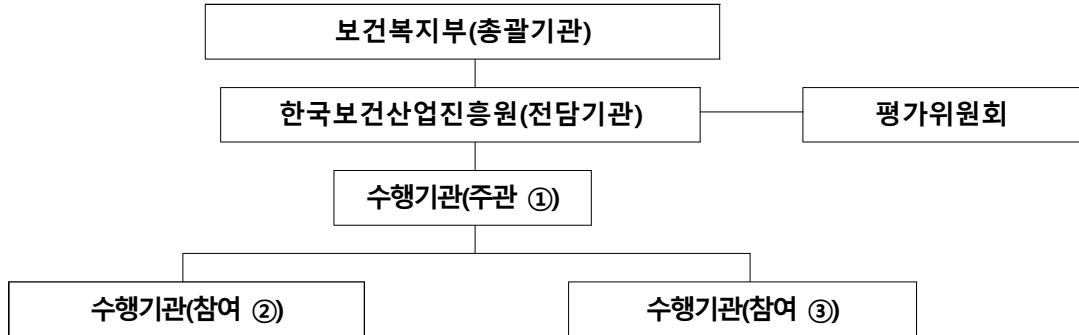 보건복지부(총괄기관)
한국보건산업진흥원(전담기관)
평가위원회
수행기관(주관 ①)
수행기관(참여 ②)
수행기관(참여 ③)